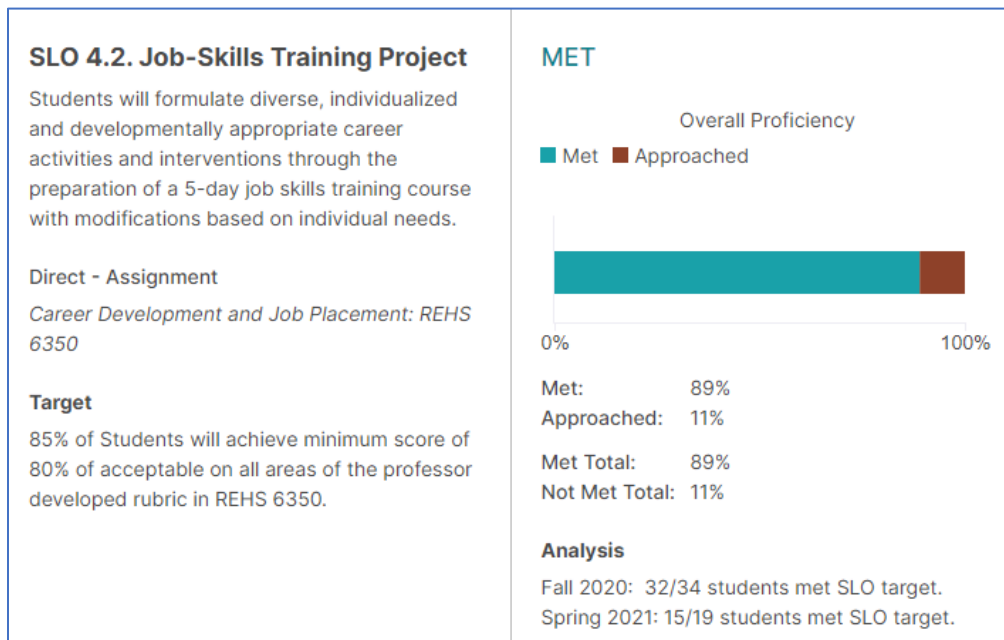 SLO 4.2. Job-Skills Training Project
Students will formulate diverse, individualized
and developmentally appropriate career
activities and interventions through the
preparation of a 5-day job skills training course
with modifications based on individual needs.
Direct - Assignment
Career Development and Job Placement: REHS
6350
Target
85% of Students will achieve minimum score of
80% of acceptable on all areas of the professor
developed rubric in REHS 6350.
MET
Overall Proficiency
Met Approached
0% 100%
Met: 89%
Approached: 11%
Met Total: 89%
Not Met Total: 11%
Analysis
Fall 2020: 32/34 students met SLO target.
Spring 2021: 15/19 students met SLO target.